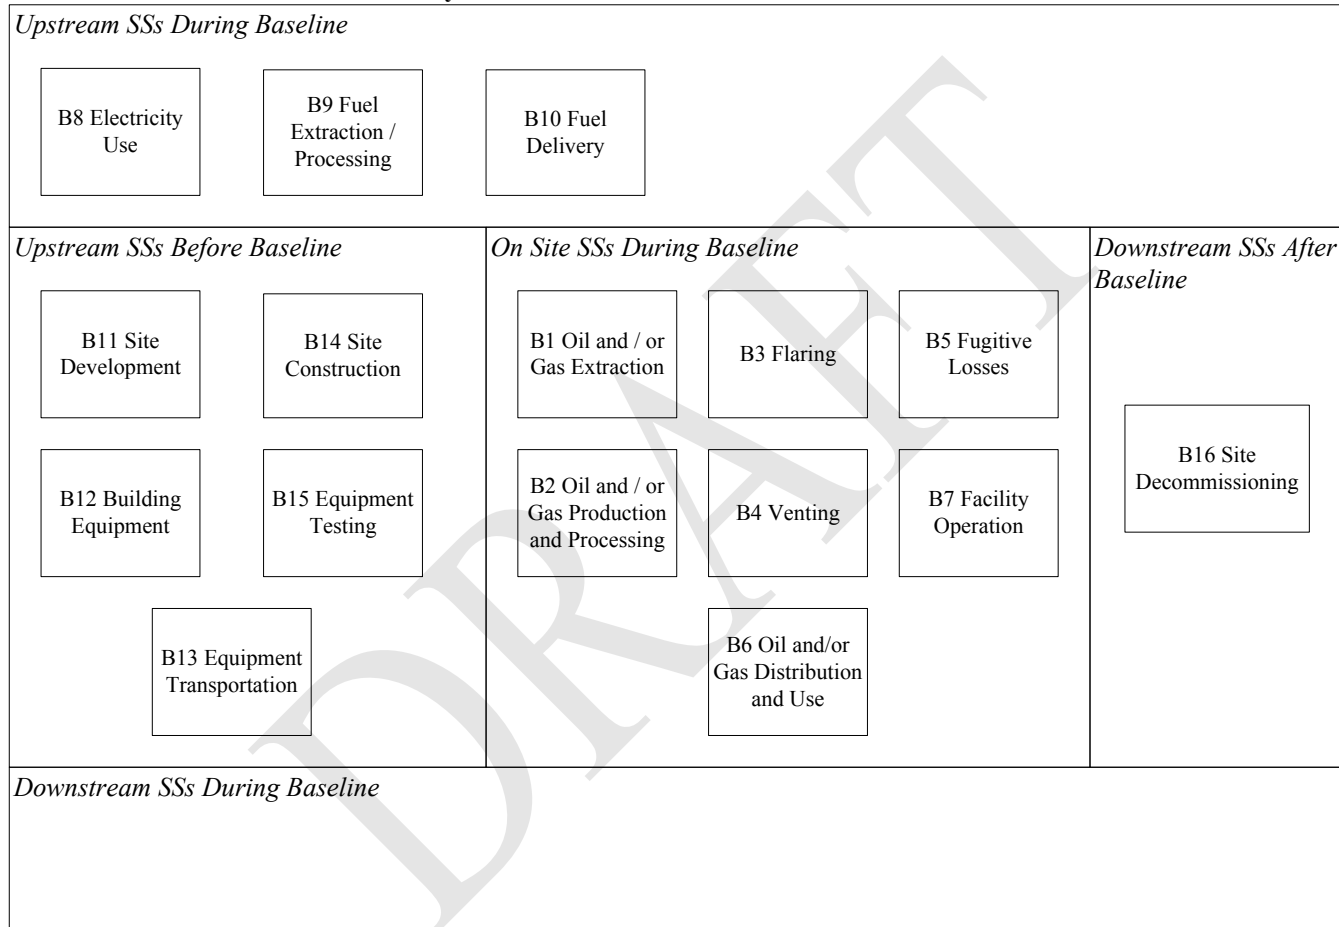 Upstream SSs During Baseline
B8 Electricity
Use
B9 Fuel
Extraction /
Processing
B10 Fuel
Delivery
Upstream SSs Before Baseline
B11 Site
Development
B14 Site
Construction
B12 Building
Equipment
B15 Equipment
Testing
B13 Equipment
Transportation
On Site SSs During Baseline
B1 Oil and / or
Gas Extraction
B3 Flaring
B5 Fugitive
Losses
B2 Oil and / or
Gas Production
and Processing
B4 Venting
B7 Facility
Operation
B6 Oil and/or
Gas Distribution
and Use
Downstream SSs After
Baseline
B16 Site
Decommissioning
Downstream SSs During Baseline
DRAFT